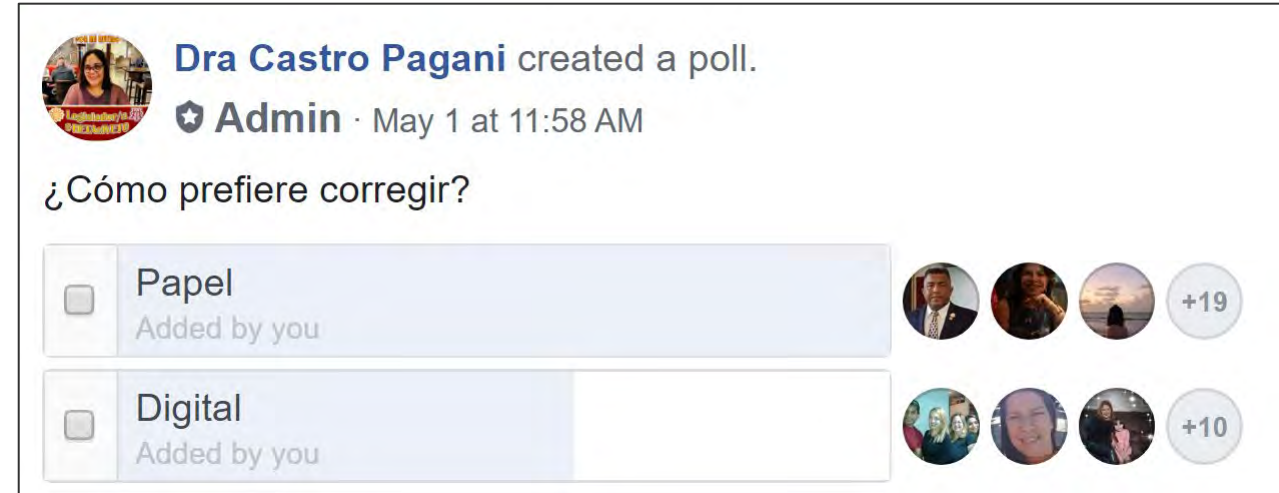 Dra Castro Pagani created a poll.
Admin · May 1 at 11:58 AM
¿Cómo prefiere corregir?
Papel
Added by you
+19
Digital
Added by you
+10